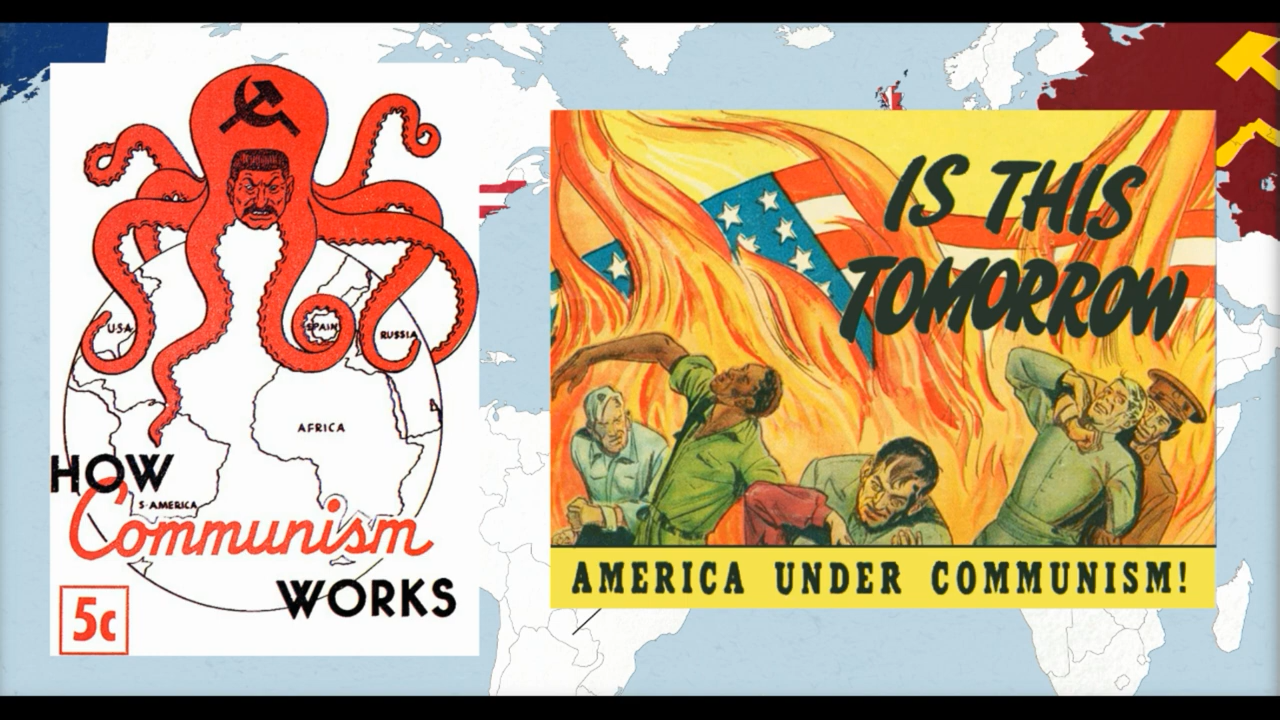 USA
SPAIN
RUSSIA
AFRICA
S-AMERICA
HOW
Communism
WORKS
5c
IS THIS
TOMORROW
AMERICA UNDER COMMUNISM!